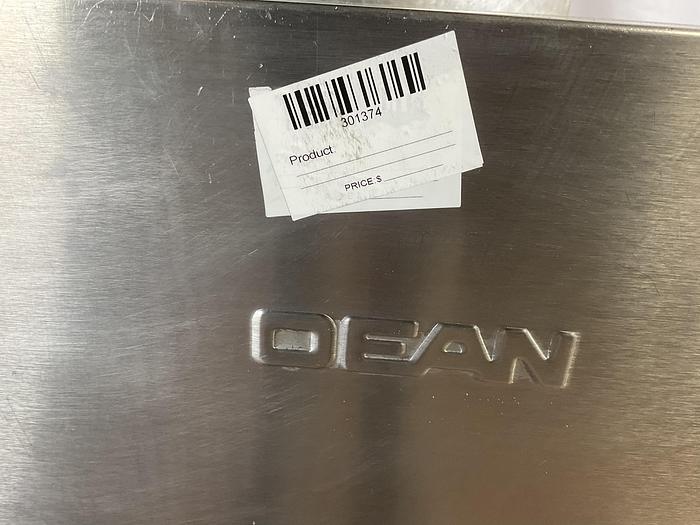 301374
Product
PRICE $
DEAN